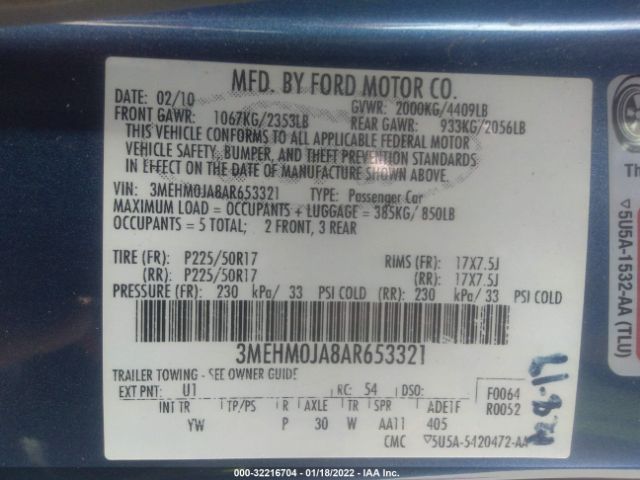 MFD. BY FORD MOTOR CO.
DATE: 02/10 GVWR: 2000KG/4409LB
FRONT GAWR: 1067KG/2353LB REAR GAWR: 933KG/2056LB
THIS VEHICLE CONFORMS TO ALL APPLICABLE FEDERAL MOTOR
VEHICLE SAFETY, BUMPER, AND THEFT PREVENTION STANDARDS
IN EFFECT ON THE DATE OF MANUFACTURE SHOWN ABOVE.
VIN: 3MEHM0JA8AR653321 TYPE: Passenger Car
MAXIMUM LOAD = OCCUPANTS + LUGGAGE = 385KG/ 850LB
OCCUPANTS = 5 TOTAL; 2 FRONT, 3 REAR
TIRE (FR): P225/50R17 RIMS (FR): 17X7.5J
(RR): P225/50R17 (RR): 17X7.5J
PRESSURE (FR): 230 kPa/ 33 PSI COLD (RR): 230 kPa/ 33 PSI COLD
3MEHM0JA8AR653321
TRAILER TOWING - SEE OWNER GUIDE
EXT PNT: U1 RC: 54 DSO: F0064
R0052
INT TR TP/PS R AXLE TR SPR ADE1F
YW P 30 W AA11 405
CMC ▽5U5A-5420472-AA
▽5U5A-1532-AA (TLU)
Th
000-32216704 - 01/18/2022 - IAA Inc.